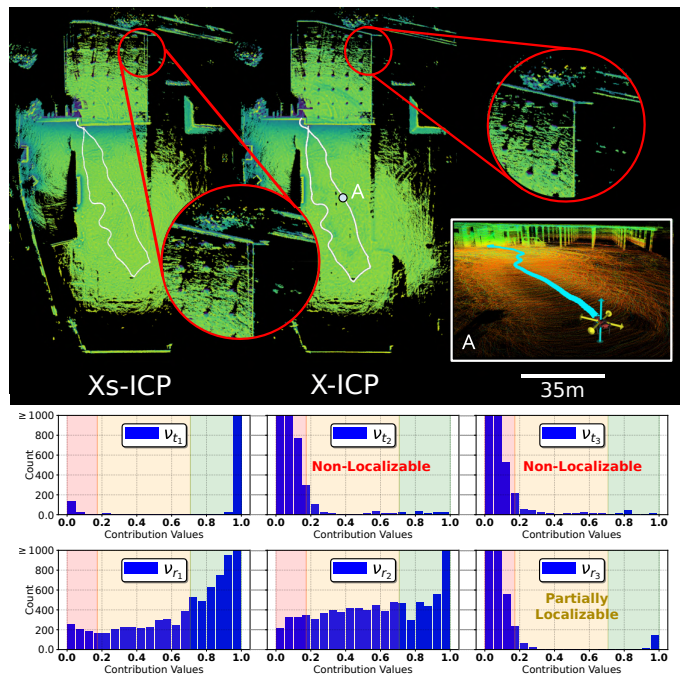 A
A
Xs-ICP
X-ICP
35m
≥ 1000
800
600
400
200
0.0
Count
ν_t₁
0.0 0.2 0.4 0.6 0.8 1.0
Contribution Values
ν_t₂
Non-Localizable
0.0 0.2 0.4 0.6 0.8 1.0
Contribution Values
ν_t₃
Non-Localizable
0.0 0.2 0.4 0.6 0.8 1.0
Contribution Values
≥ 1000
800
600
400
200
0.0
Count
ν_r₁
0.0 0.2 0.4 0.6 0.8 1.0
Contribution Values
ν_r₂
0.0 0.2 0.4 0.6 0.8 1.0
Contribution Values
ν_r₃
Partially
Localizable
0.0 0.2 0.4 0.6 0.8 1.0
Contribution Values